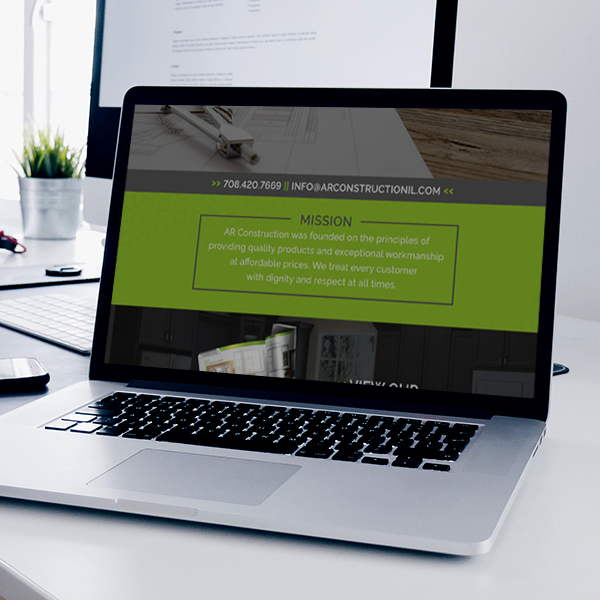 >> 708.420.7669 || INFO@ARCONSTRUCTIONIL.COM <<
MISSION
AR Construction was founded on the principles of
providing quality products and exceptional workmanship
at affordable prices. We treat every customer
with dignity and respect at all times.
VIEW OUR